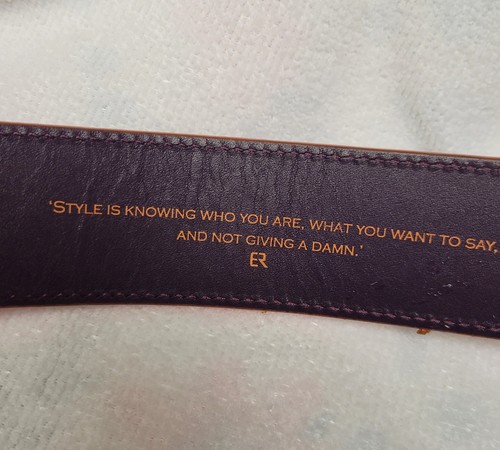 'STYLE IS KNOWING WHO YOU ARE, WHAT YOU WANT TO SAY,
AND NOT GIVING A DAMN.'
ER